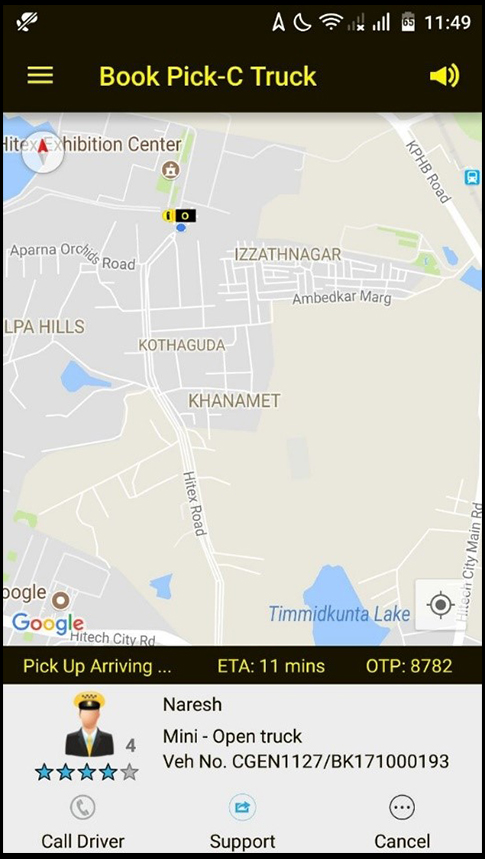 65 11:49
Book Pick-C Truck
Hitex Exhibition Center
KPHB Road
Aparna Orchids Road
IZZATHNAGAR
Ambedkar Marg
LPA HILLS
KOTHAGUDA
KHANAMET
Hitex Road
Hitech City Main Rd
oogle
Timmidkunta Lake
Google
Hitech City Rd
Pick Up Arriving ... ETA: 11 mins OTP: 8782
Naresh
Mini - Open truck
4
Veh No. CGEN1127/BK171000193
Call Driver Support Cancel